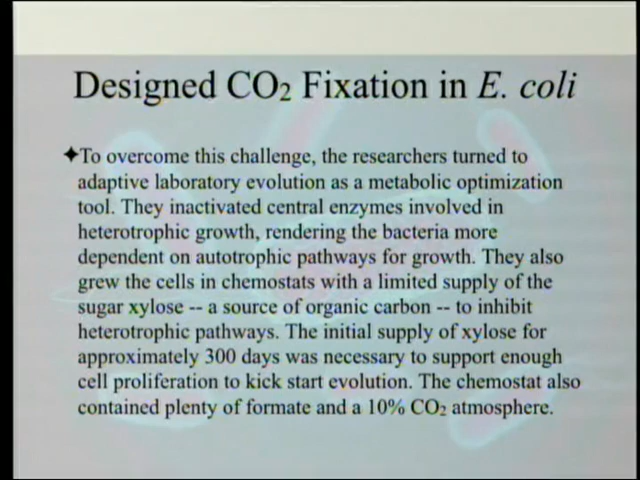 Designed CO₂ Fixation in E. coli
✦To overcome this challenge, the researchers turned to
adaptive laboratory evolution as a metabolic optimization
tool. They inactivated central enzymes involved in
heterotrophic growth, rendering the bacteria more
dependent on autotrophic pathways for growth. They also
grew the cells in chemostats with a limited supply of the
sugar xylose -- a source of organic carbon -- to inhibit
heterotrophic pathways. The initial supply of xylose for
approximately 300 days was necessary to support enough
cell proliferation to kick start evolution. The chemostat also
contained plenty of formate and a 10% CO₂ atmosphere.